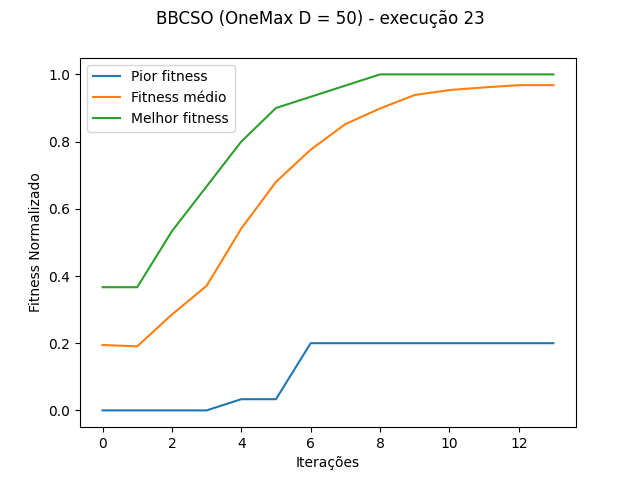 BBCSO (OneMax D = 50) - execução 23
Pior fitness
Fitness médio
Melhor fitness
Fitness Normalizado
1.0
0.8
0.6
0.4
0.2
0.0
0 2 4 6 8 10 12
Iterações